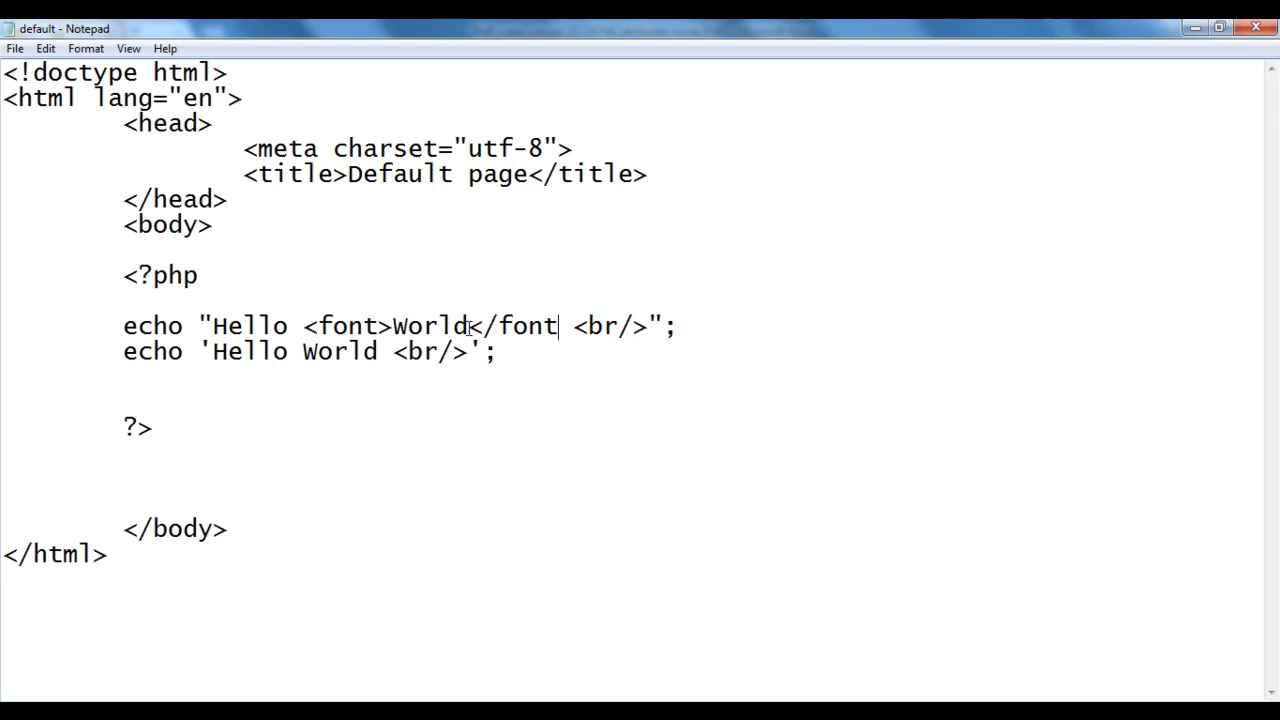 default - Notepad
File Edit Format View Help
<!doctype html>
<html lang="en">
<head>
<meta charset="utf-8">
<title>Default page</title>
</head>
<body>
<?php
echo "Hello <font>World</font <br/>";
echo 'Hello World <br/>';
?>
</body>
</html>